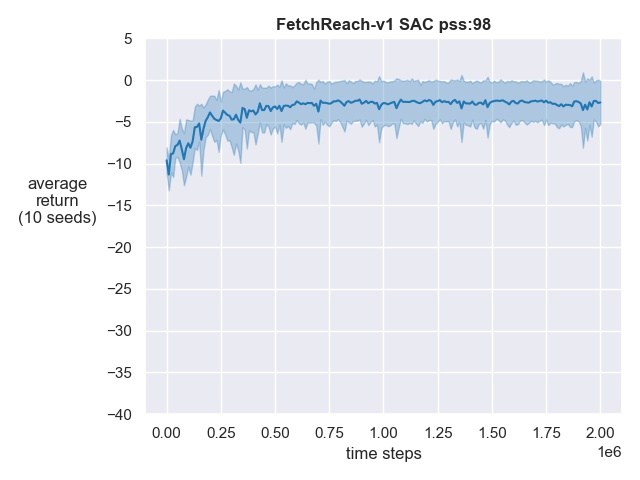 FetchReach-v1 SAC pss:98
5
0
−5
−10
−15
−20
−25
−30
−35
−40
average
return
(10 seeds)
0.00 0.25 0.50 0.75 1.00 1.25 1.50 1.75 2.00
1e6
time steps